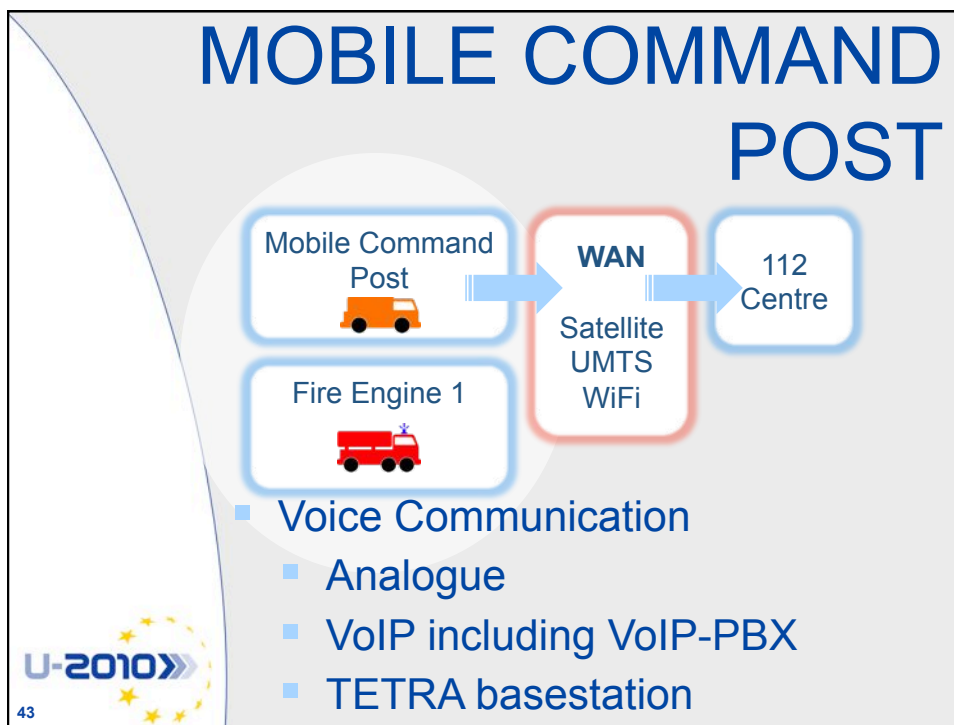 MOBILE COMMAND
POST
Mobile Command
Post
WAN
Satellite
UMTS
WiFi
112
Centre
Fire Engine 1
Voice Communication
Analogue
VoIP including VoIP-PBX
TETRA basestation
U-2010
43